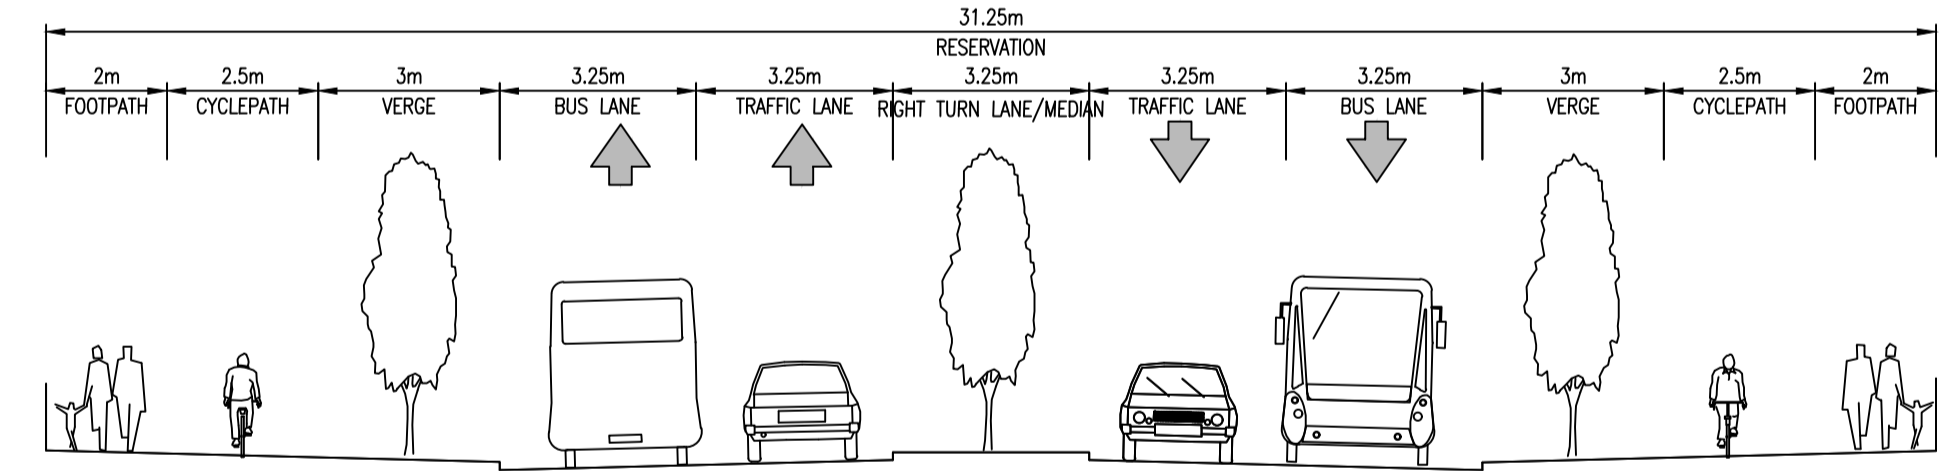 31.25m
RESERVATION
2m 2.5m 3m 3.25m 3.25m 3.25m 3.25m 3.25m 3m 2.5m 2m
FOOTPATH CYCLEPATH VERGE BUS LANE TRAFFIC LANE RIGHT TURN LANE/MEDIAN TRAFFIC LANE BUS LANE VERGE CYCLEPATH FOOTPATH